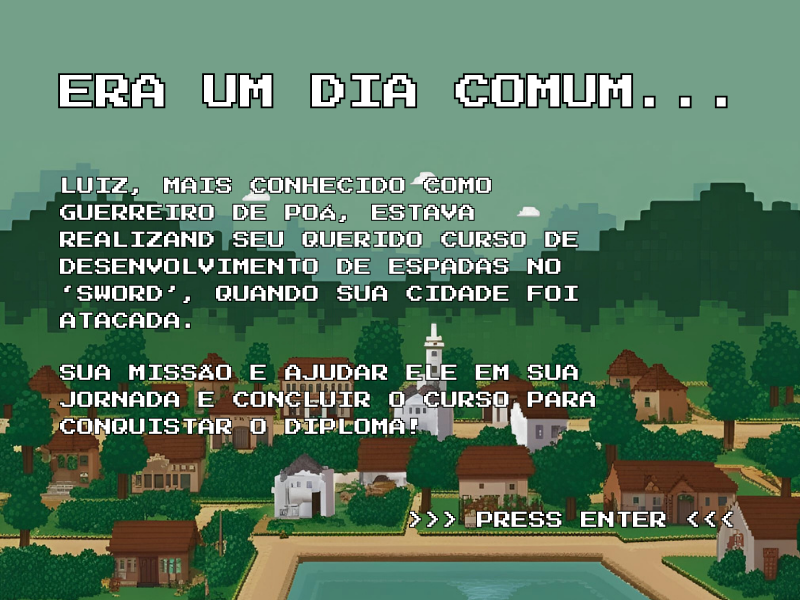 ERA UM DIA COMUM...
LUIZ, MAIS CONHECIDO COMO
GUERREIRO DE POá, ESTAVA
REALIZAND SEU QUERIDO CURSO DE
DESENVOLVIMENTO DE ESPADAS NO
‘SWORD’, QUANDO SUA CIDADE FOI
ATACADA.
SUA MISSãO E AJUDAR ELE EM SUA
JORNADA E CONCLUIR O CURSO PARA
CONQUISTAR O DIPLOMA!
>>> PRESS ENTER <<<